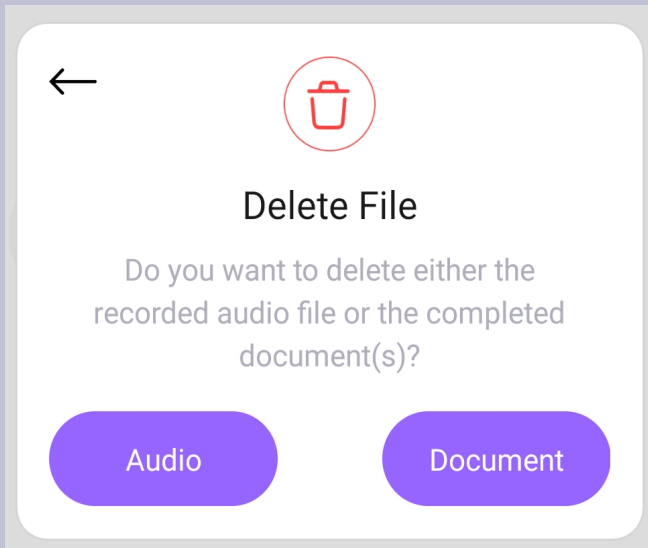 Delete File
Do you want to delete either the
recorded audio file or the completed
document(s)?
Audio
Document